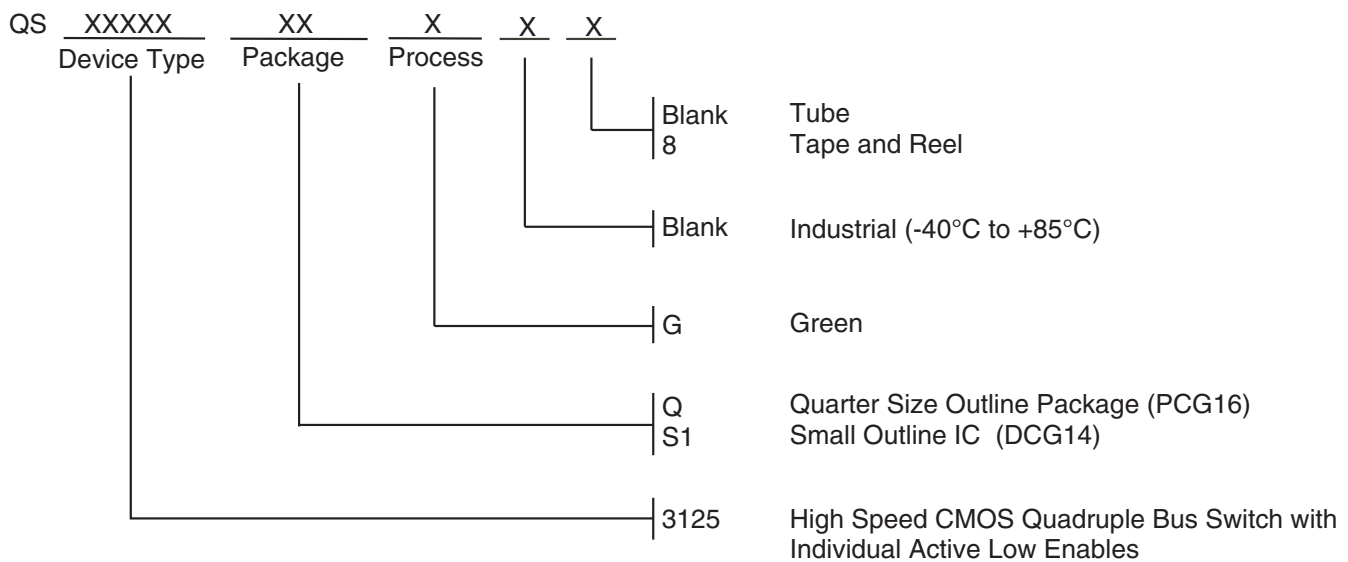 QS XXXXX XX X X X
Device Type Package Process
Blank Tube
8 Tape and Reel
Blank Industrial (-40°C to +85°C)
G Green
Q Quarter Size Outline Package (PCG16)
S1 Small Outline IC (DCG14)
3125 High Speed CMOS Quadruple Bus Switch with
Individual Active Low Enables